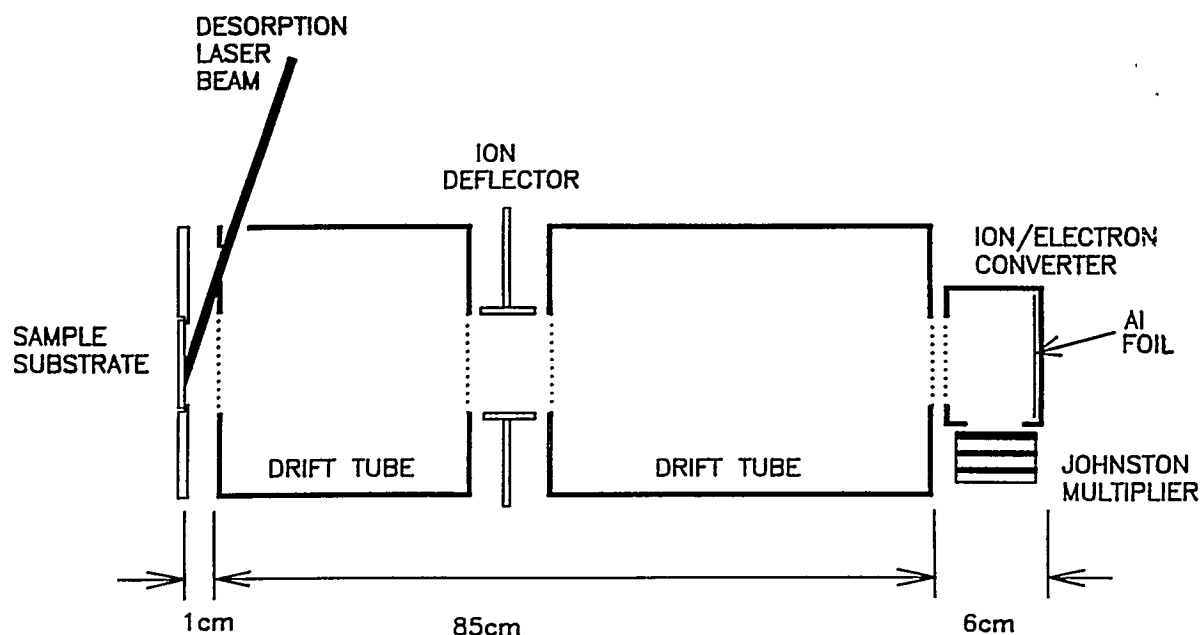 DESORPTION
LASER
BEAM
ION
DEFLECTOR
ION/ELECTRON
CONVERTER
SAMPLE
SUBSTRATE
Al
FOIL
DRIFT TUBE
DRIFT TUBE
JOHNSTON
MULTIPLIER
1cm
85cm
6cm